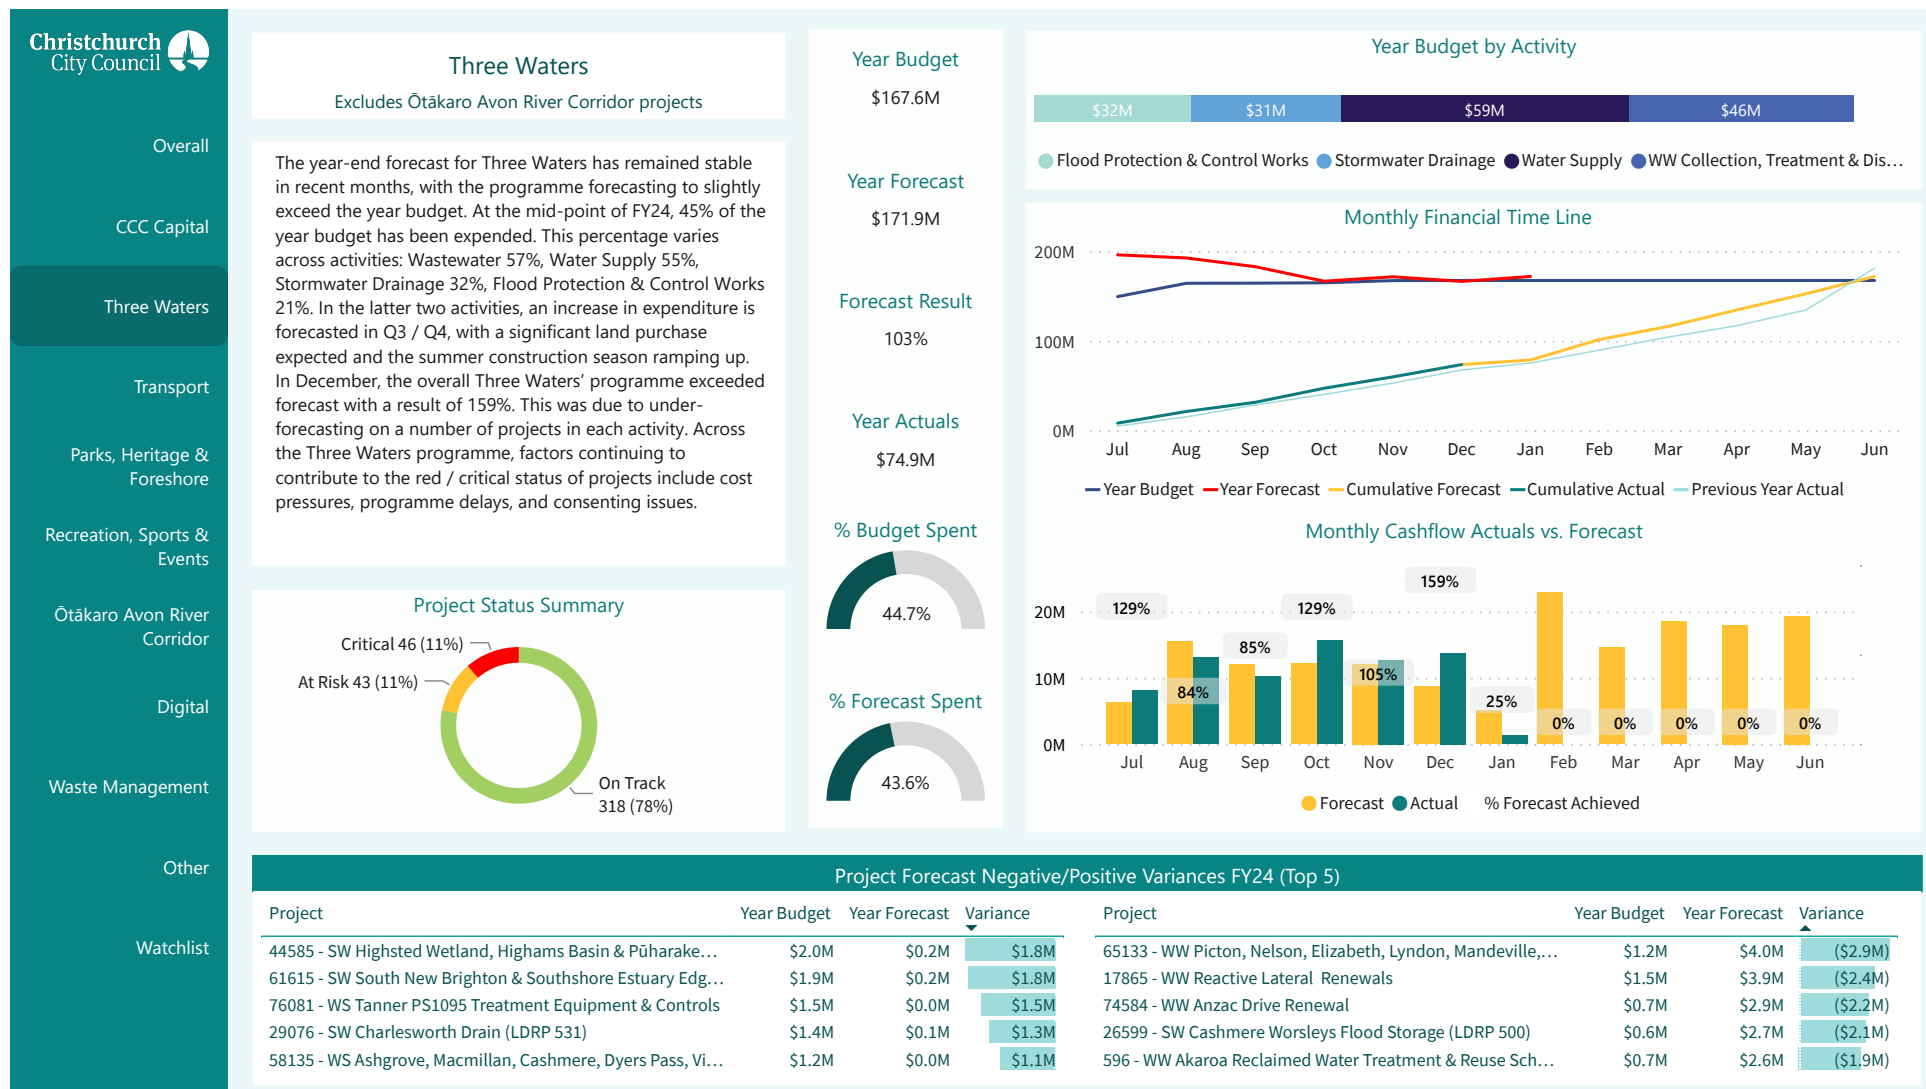 Christchurch
City Council
Overall
CCC Capital
Three Waters
Transport
Parks, Heritage &
Foreshore
Recreation, Sports &
Events
Ōtākaro Avon River
Corridor
Digital
Waste Management
Other
Watchlist
Three Waters
Excludes Ōtākaro Avon River Corridor projects
The year-end forecast for Three Waters has remained stable
in recent months, with the programme forecasting to slightly
exceed the year budget. At the mid-point of FY24, 45% of the
year budget has been expended. This percentage varies
across activities: Wastewater 57%, Water Supply 55%,
Stormwater Drainage 32%, Flood Protection & Control Works
21%. In the latter two activities, an increase in expenditure is
forecasted in Q3 / Q4, with a significant land purchase
expected and the summer construction season ramping up.
In December, the overall Three Waters’ programme exceeded
forecast with a result of 159%. This was due to under-
forecasting on a number of projects in each activity. Across
the Three Waters programme, factors continuing to
contribute to the red / critical status of projects include cost
pressures, programme delays, and consenting issues.
Project Status Summary
Critical 46 (11%)
At Risk 43 (11%)
On Track
318 (78%)
Year Budget
$167.6M
Year Forecast
$171.9M
Forecast Result
103%
Year Actuals
$74.9M
% Budget Spent
44.7%
% Forecast Spent
43.6%
Year Budget by Activity
$32M $31M $59M $46M
Flood Protection & Control Works Stormwater Drainage Water Supply WW Collection, Treatment & Dis…
Monthly Financial Time Line
200M
100M
0M
Jul Aug Sep Oct Nov Dec Jan Feb Mar Apr May Jun
Year Budget Year Forecast Cumulative Forecast Cumulative Actual Previous Year Actual
Monthly Cashflow Actuals vs. Forecast
20M
10M
0M
129% 84% 85% 129% 105% 159% 25% 0% 0% 0% 0% 0%
Jul Aug Sep Oct Nov Dec Jan Feb Mar Apr May Jun
Forecast Actual % Forecast Achieved
Project Forecast Negative/Positive Variances FY24 (Top 5)
Project Year Budget Year Forecast Variance
44585 - SW Highsted Wetland, Highams Basin & Pūharake… $2.0M $0.2M $1.8M
61615 - SW South New Brighton & Southshore Estuary Edg… $1.9M $0.2M $1.8M
76081 - WS Tanner PS1095 Treatment Equipment & Controls $1.5M $0.0M $1.5M
29076 - SW Charlesworth Drain (LDRP 531) $1.4M $0.1M $1.3M
58135 - WS Ashgrove, Macmillan, Cashmere, Dyers Pass, Vi… $1.2M $0.0M $1.1M
Project Year Budget Year Forecast Variance
65133 - WW Picton, Nelson, Elizabeth, Lyndon, Mandeville,… $1.2M $4.0M ($2.9M)
17865 - WW Reactive Lateral Renewals $1.5M $3.9M ($2.4M)
74584 - WW Anzac Drive Renewal $0.7M $2.9M ($2.2M)
26599 - SW Cashmere Worsleys Flood Storage (LDRP 500) $0.6M $2.7M ($2.1M)
596 - WW Akaroa Reclaimed Water Treatment & Reuse Sch… $0.7M $2.6M ($1.9M)